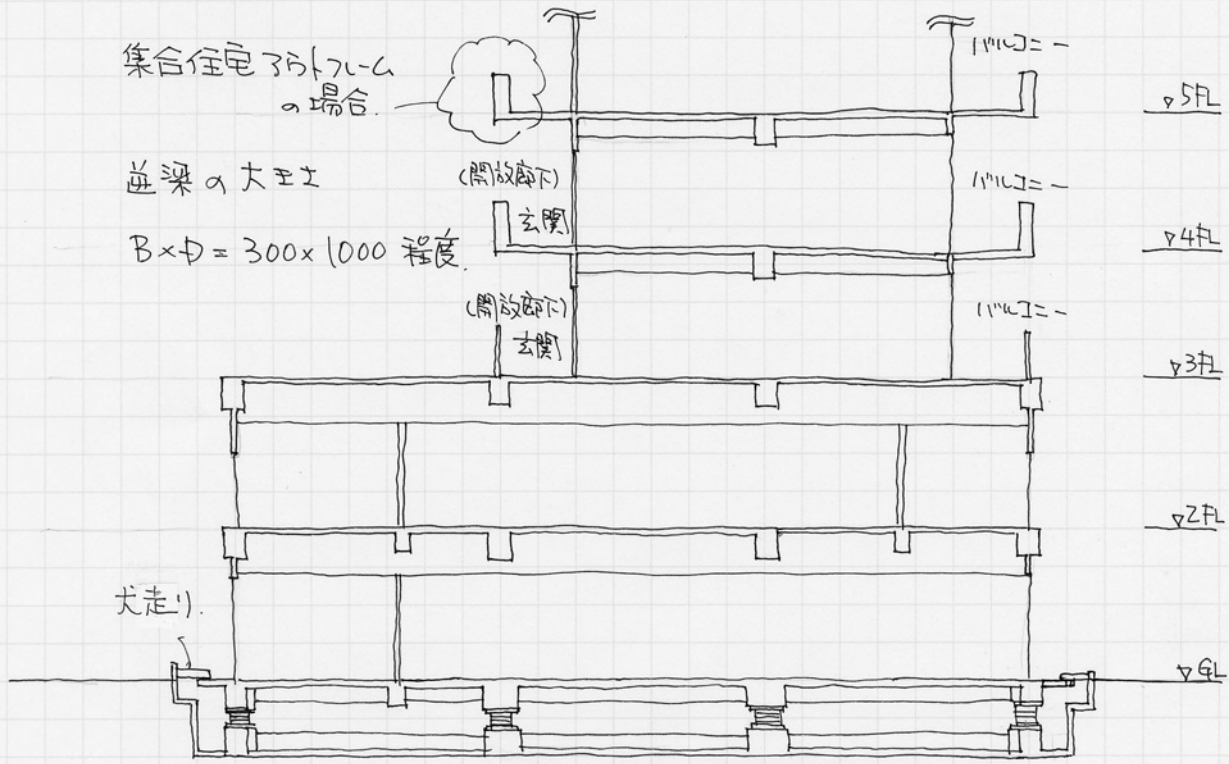 集合住宅アウトフレーム
の場合.
バルコニー
▽5FL
逆梁の大きさ
(開放廊下)
玄関
バルコニー
▽4FL
B×D = 300×1000 程度.
(開放廊下)
玄関
バルコニー
▽3FL
▽2FL
犬走り.
▽GL